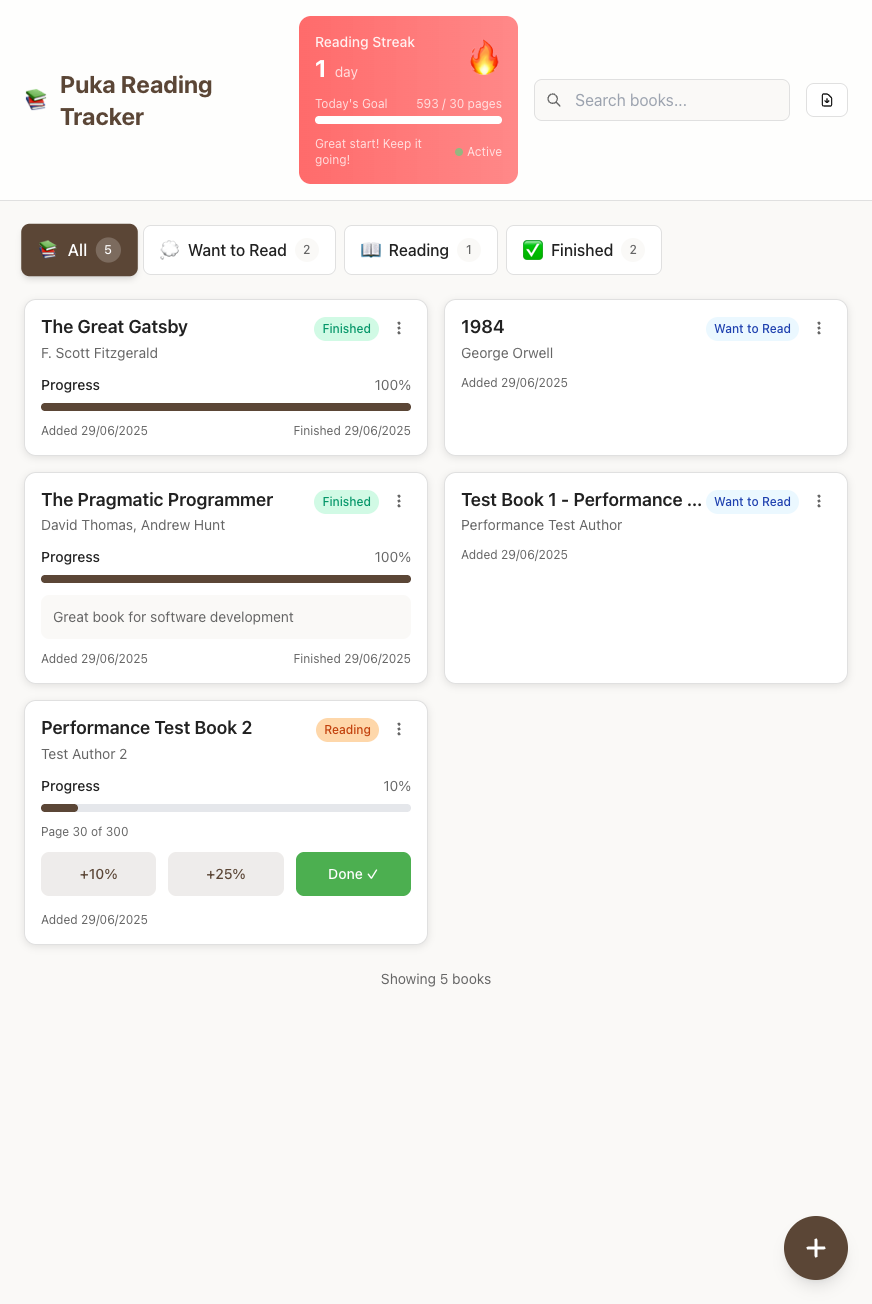 Puka Reading
Tracker
Reading Streak
1 day
Today's Goal 593 / 30 pages
Great start! Keep it
going!
Active
Search books...
All 5
Want to Read 2
Reading 1
Finished 2
The Great Gatsby Finished
F. Scott Fitzgerald
Progress 100%
Added 29/06/2025 Finished 29/06/2025
1984 Want to Read
George Orwell
Added 29/06/2025
The Pragmatic Programmer Finished
David Thomas, Andrew Hunt
Progress 100%
Great book for software development
Added 29/06/2025 Finished 29/06/2025
Test Book 1 - Performance ... Want to Read
Performance Test Author
Added 29/06/2025
Performance Test Book 2 Reading
Test Author 2
Progress 10%
Page 30 of 300
+10% +25% Done ✓
Added 29/06/2025
Showing 5 books